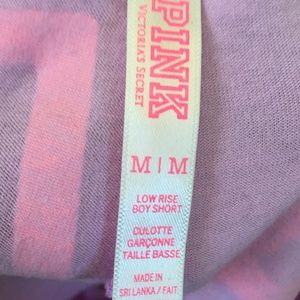 PINK
VICTORIA'S SECRET
M | M
LOW RISE
BOY SHORT
CULOTTE
GARÇONNE
TAILLE BASSE
MADE IN
SRI LANKA / FAIT